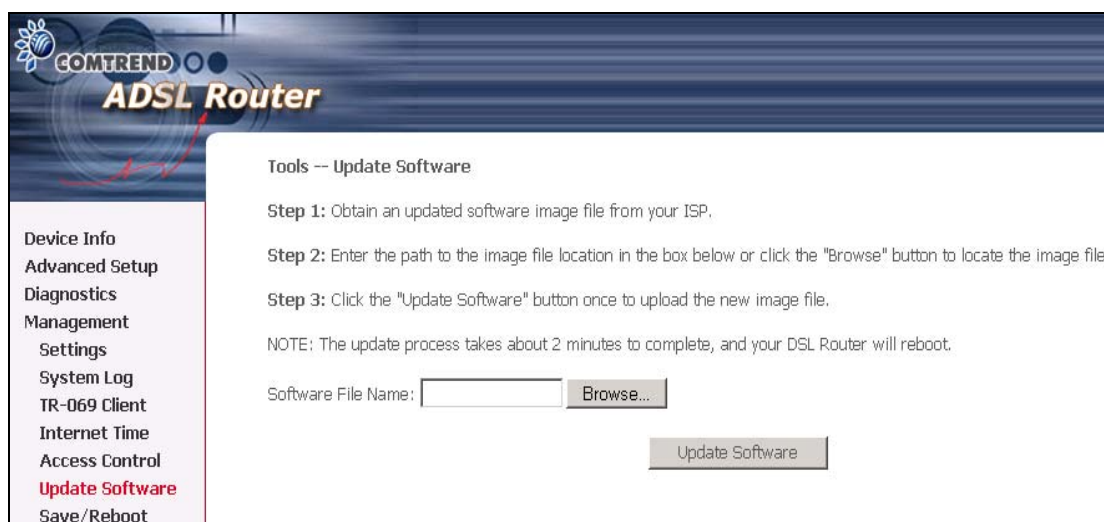 COMTREND
ADSL Router
Tools -- Update Software
Step 1: Obtain an updated software image file from your ISP.
Step 2: Enter the path to the image file location in the box below or click the "Browse" button to locate the image file
Step 3: Click the "Update Software" button once to upload the new image file.
NOTE: The update process takes about 2 minutes to complete, and your DSL Router will reboot.
Software File Name:
Browse...
Update Software
Device Info
Advanced Setup
Diagnostics
Management
Settings
System Log
TR-069 Client
Internet Time
Access Control
Update Software
Save/Reboot